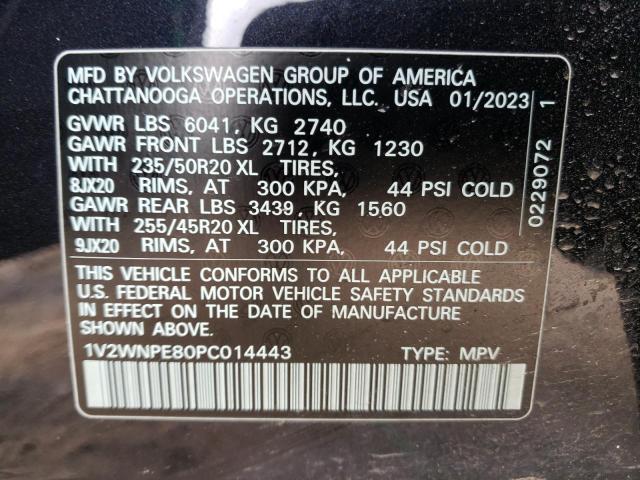 MFD BY VOLKSWAGEN GROUP OF AMERICA
CHATTANOOGA OPERATIONS, LLC. USA 01/2023
GVWR LBS 6041, KG 2740
GAWR FRONT LBS 2712, KG 1230
WITH 235/50R20 XL TIRES,
8JX20 RIMS, AT 300 KPA, 44 PSI COLD
GAWR REAR LBS 3439, KG 1560
WITH 255/45R20 XL TIRES,
9JX20 RIMS, AT 300 KPA, 44 PSI COLD
THIS VEHICLE CONFORMS TO ALL APPLICABLE
U.S. FEDERAL MOTOR VEHICLE SAFETY STANDARDS
IN EFFECT ON THE DATE OF MANUFACTURE
SHOWN ABOVE
1V2WNPE80PC014443 TYPE: MPV
0229072 1